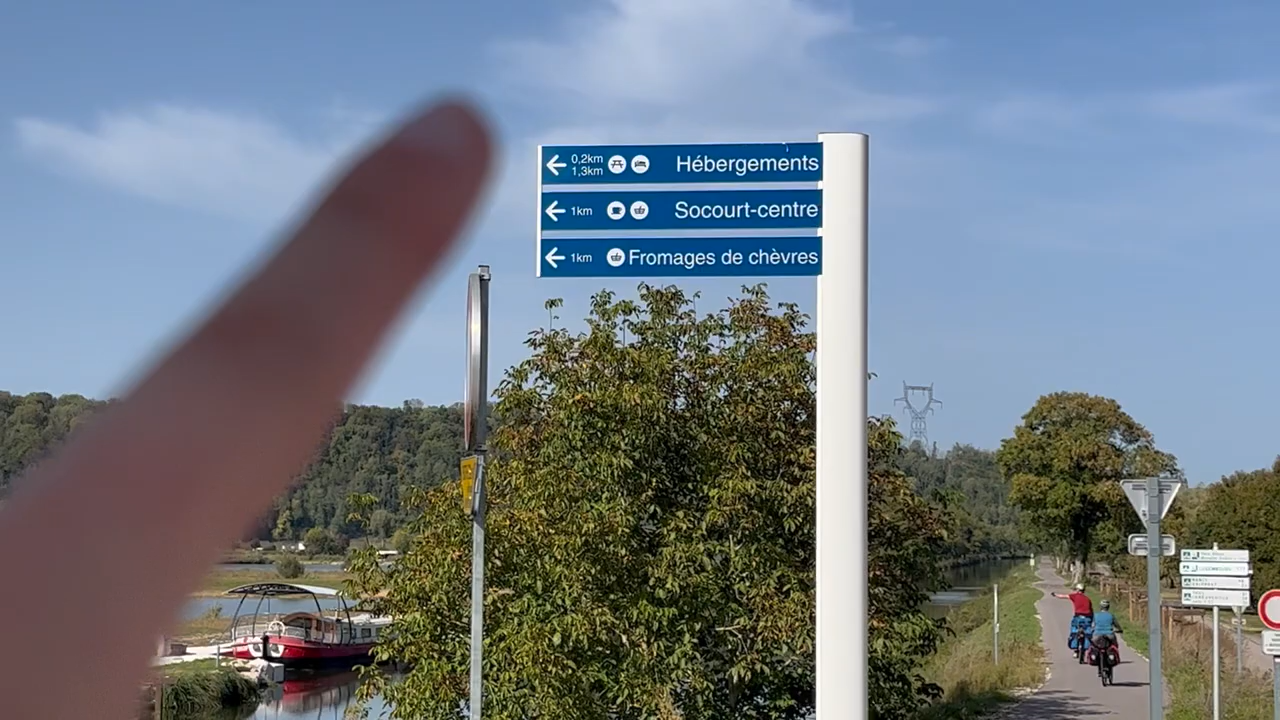 0,2km
1,3km
Hébergements
1km Socourt-centre
1km Fromages de chèvres